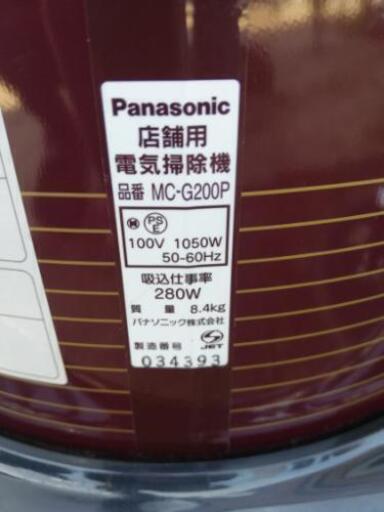 Panasonic
店舗用
電気掃除機
品番 MC-G200P
PS E
100V 1050W
50-60Hz
吸込仕事率
280W
質 量 8.4kg
パナソニック株式会社
製造番号 JET
034393